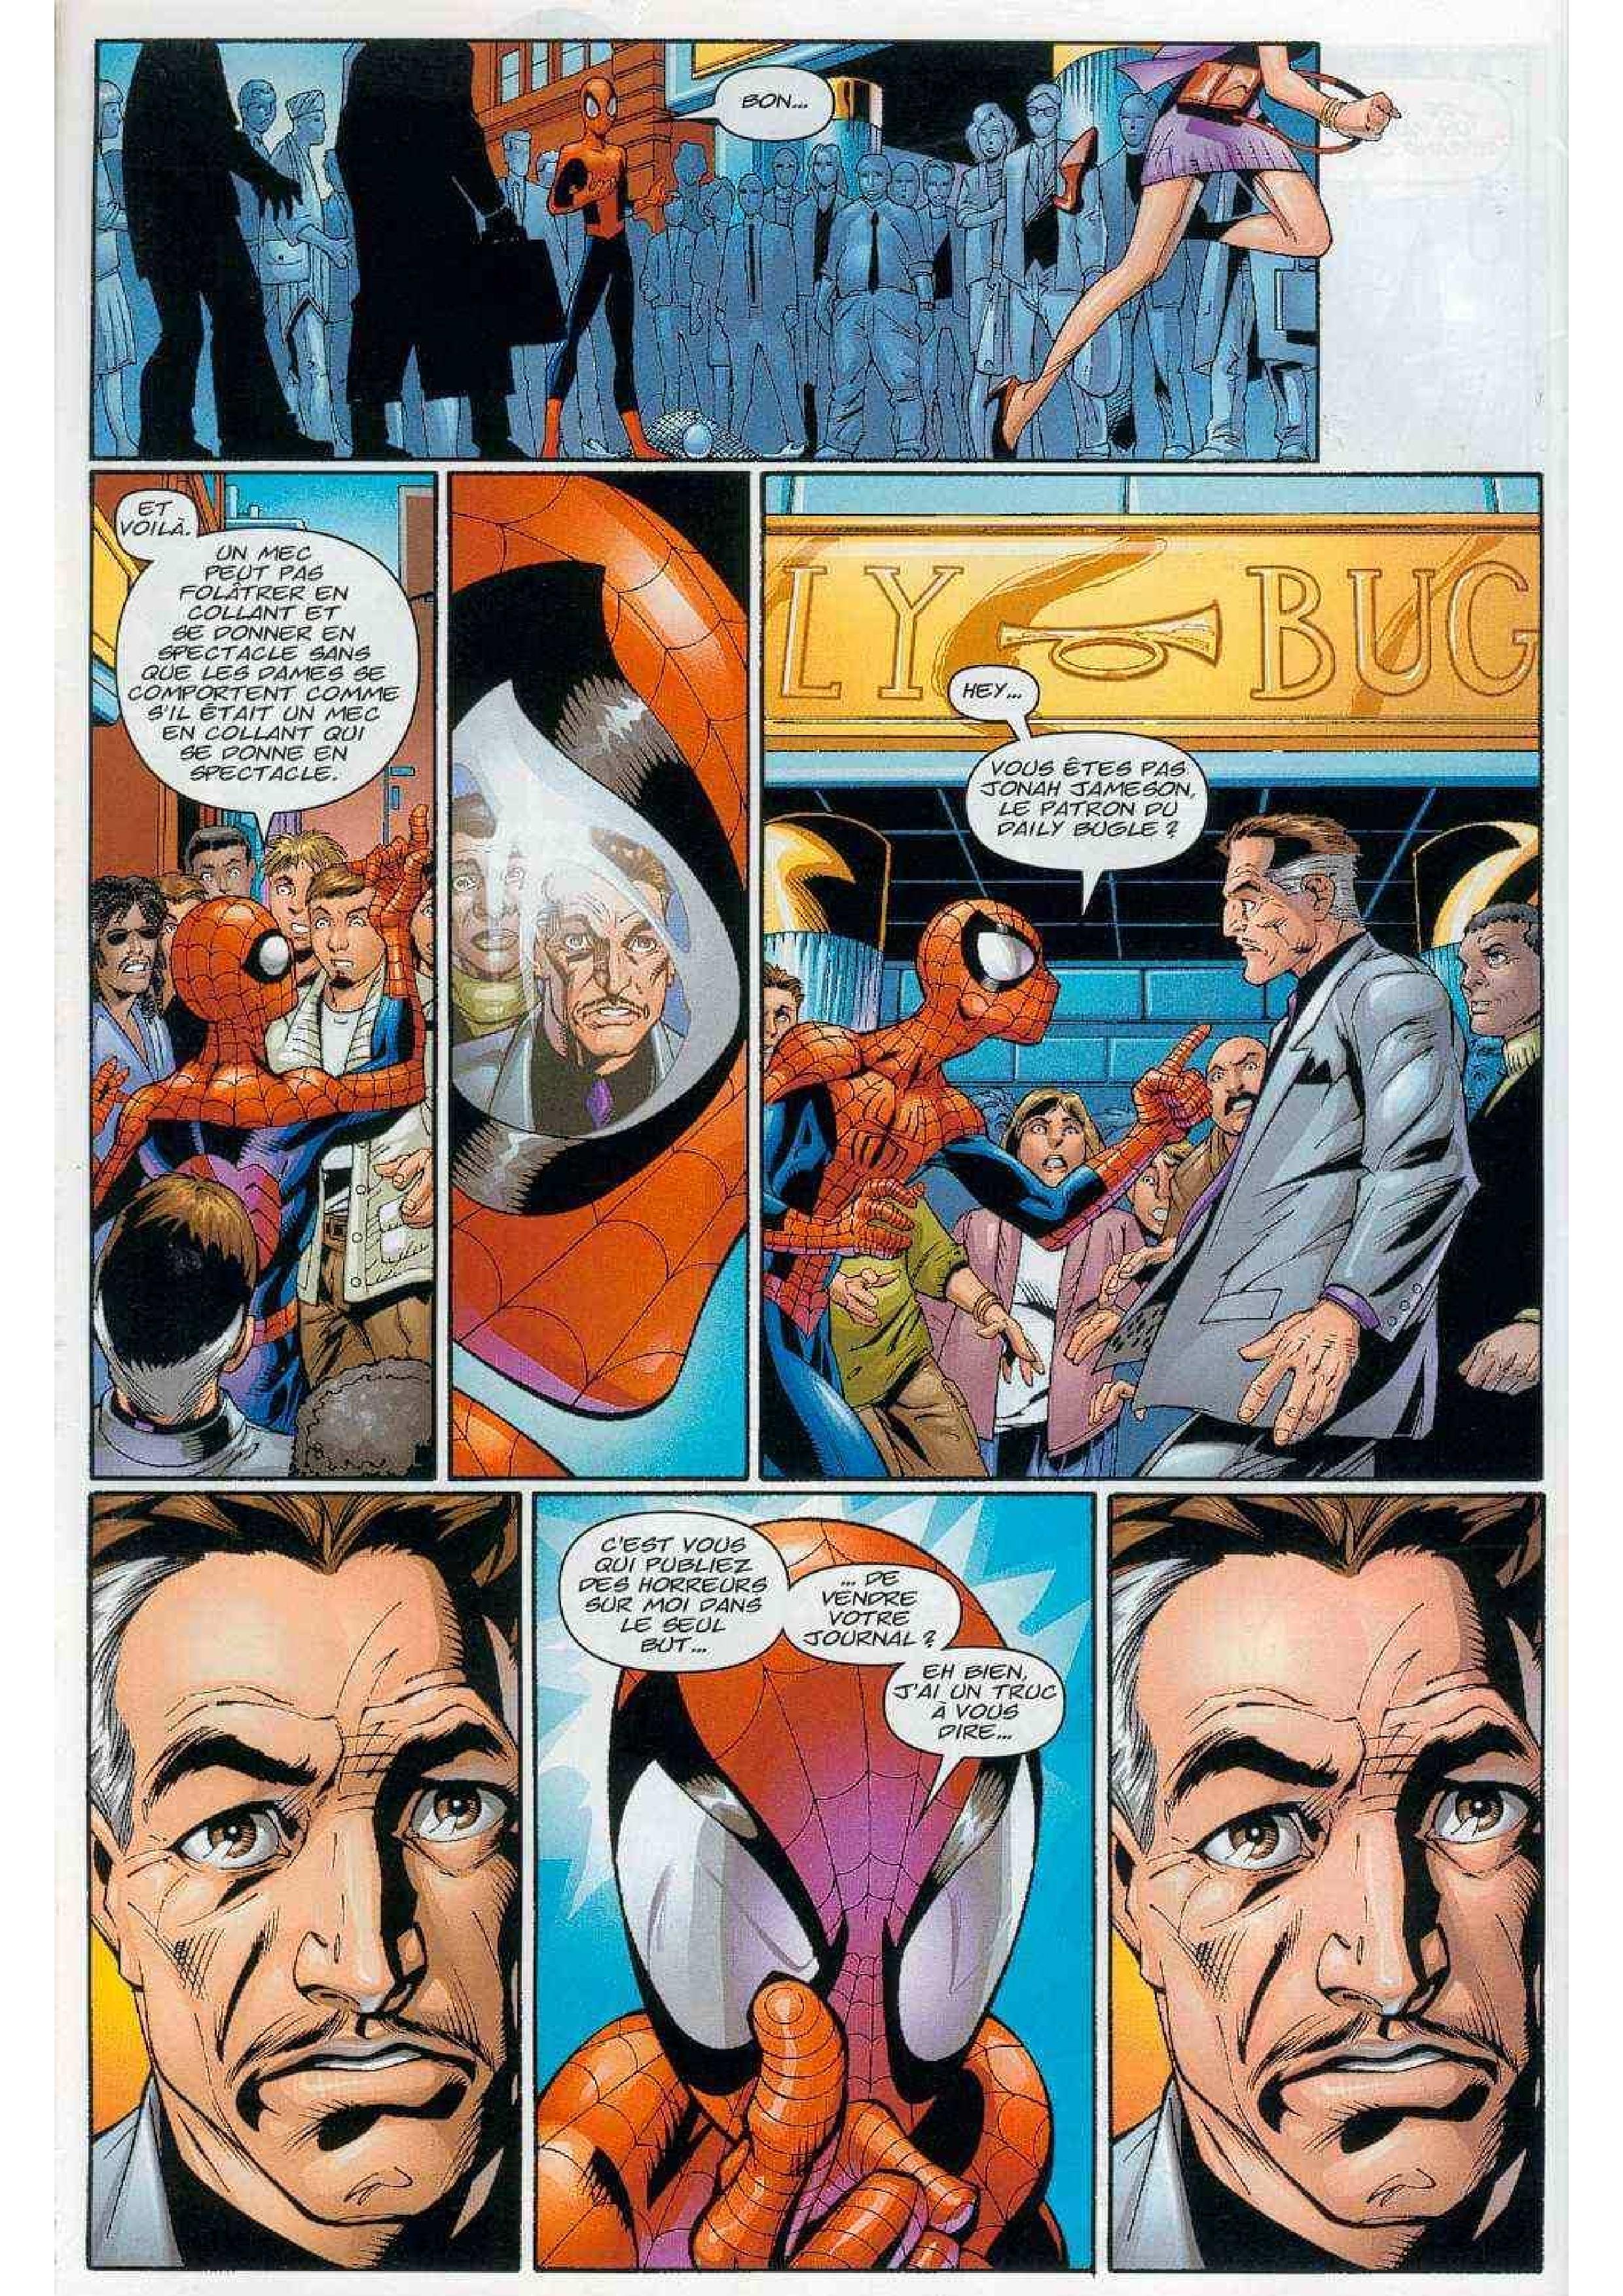 BON...
ET
VOILÀ.
UN MEC
PEUT PAS
FOLÂTRER EN
COLLANT ET
SE DONNER EN
SPECTACLE SANS
QUE LES DAMES SE
COMPORTENT COMME
S'IL ÉTAIT UN MEC
EN COLLANT QUI
SE DONNE EN
SPECTACLE.
LY BUG
HEY...
VOUS ÊTES PAS
JONAH JAMESON,
LE PATRON DU
DAILY BUGLE ?
C'EST VOUS
QUI PUBLIEZ
DES HORREURS
SUR MOI DANS
LE SEUL
BUT...
... DE
VENDRE
VOTRE
JOURNAL ?
EH BIEN,
J'AI UN TRUC
À VOUS
DIRE...